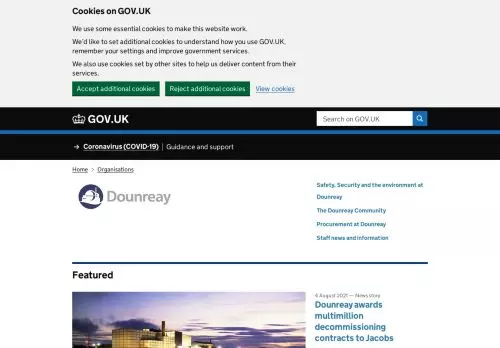 Cookies on GOV.UK
We use some essential cookies to make this website work.
We'd like to set additional cookies to understand how you use GOV.UK,
remember your settings and improve government services.
We also use cookies set by other sites to help us deliver content from their
services.
Accept additional cookies
Reject additional cookies
View cookies
GOV.UK
Search on GOV.UK
→ Coronavirus (COVID-19) | Guidance and support
Home > Organisations
Dounreay
Safety, Security and the environment at
Dounreay
The Dounreay Community
Procurement at Dounreay
Staff news and information
Featured
4 August 2021 — News story
Dounreay awards
multimillion
decommissioning
contracts to Jacobs